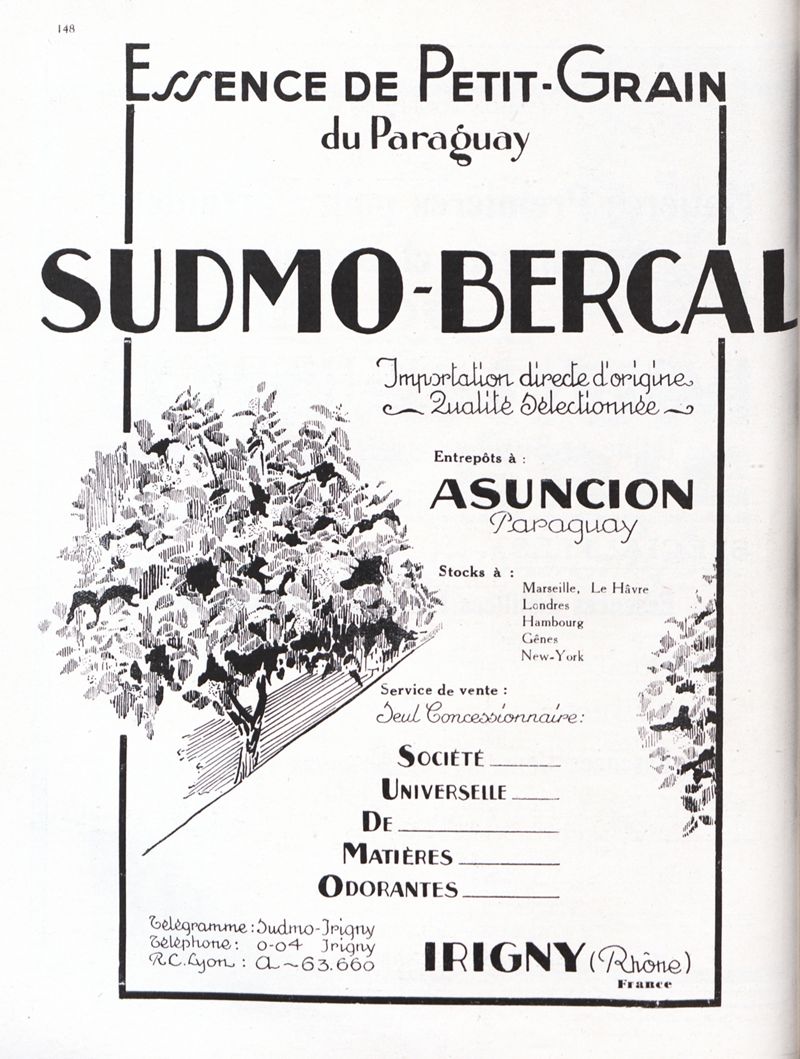 148
ESSENCE DE PETIT-GRAIN
du Paraguay
SUDMO-BERCAL
Importation directe d'origine
Qualité Sélectionnée
Entrepôts à :
ASUNCION
Paraguay
Stocks à :
Marseille, Le Hâvre
Londres
Hambourg
Gênes
New-York
Service de vente :
Seul Concessionnaire :
SOCIÉTÉ
UNIVERSELLE
DE
MATIÈRES
ODORANTES
Télégramme : Sudmo-Irigny
Téléphone : 0-04 Irigny
R.C. Lyon : A - 63.660
IRIGNY (Rhône)
France